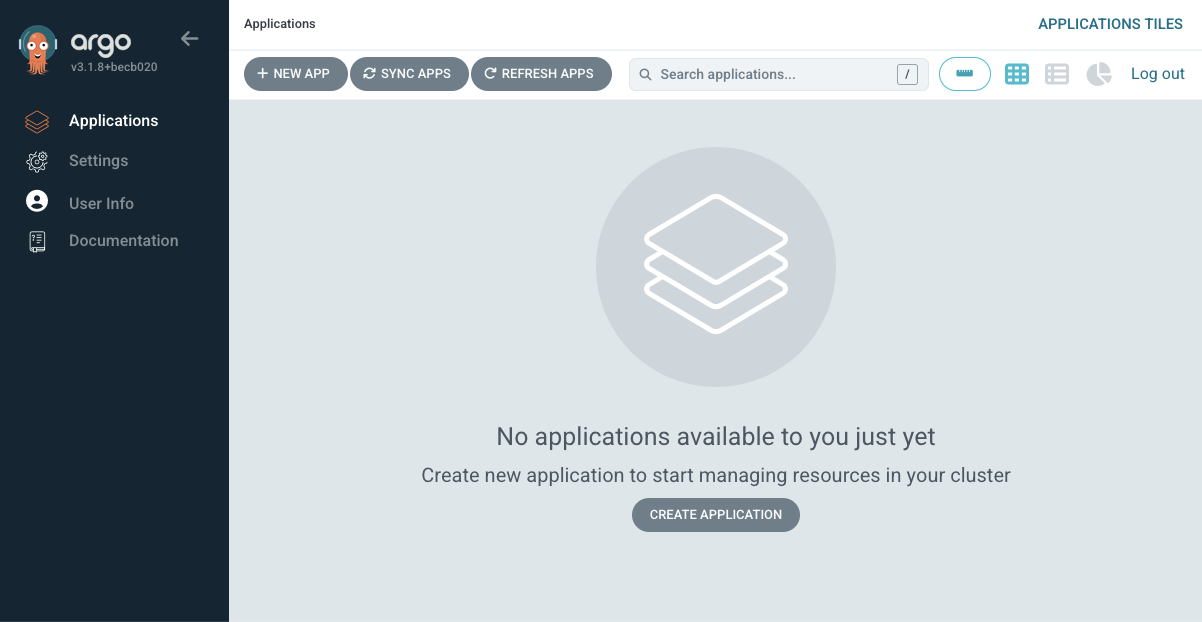 argo
v3.1.8+becb020
Applications
Settings
User Info
Documentation
Applications
APPLICATIONS TILES
NEW APP
SYNC APPS
REFRESH APPS
Search applications...
/
Log out
No applications available to you just yet
Create new application to start managing resources in your cluster
CREATE APPLICATION